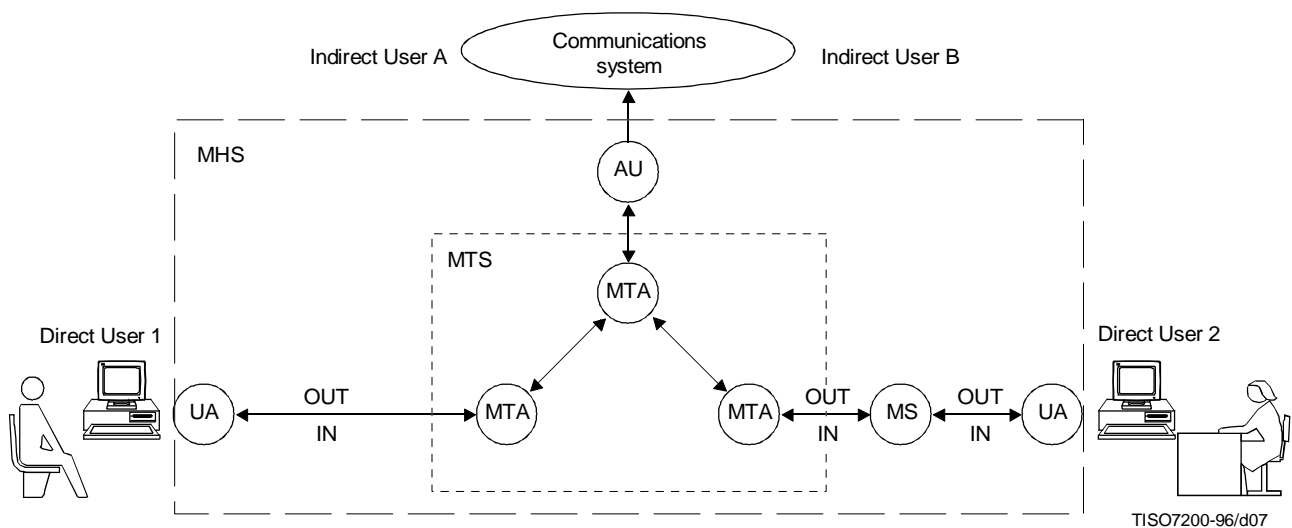 Communications
system
Indirect User A
Indirect User B
MHS
AU
MTS
MTA
Direct User 1
Direct User 2
UA
OUT
IN
MTA
MTA
OUT
IN
MS
OUT
IN
UA
TISO7200-96/d07